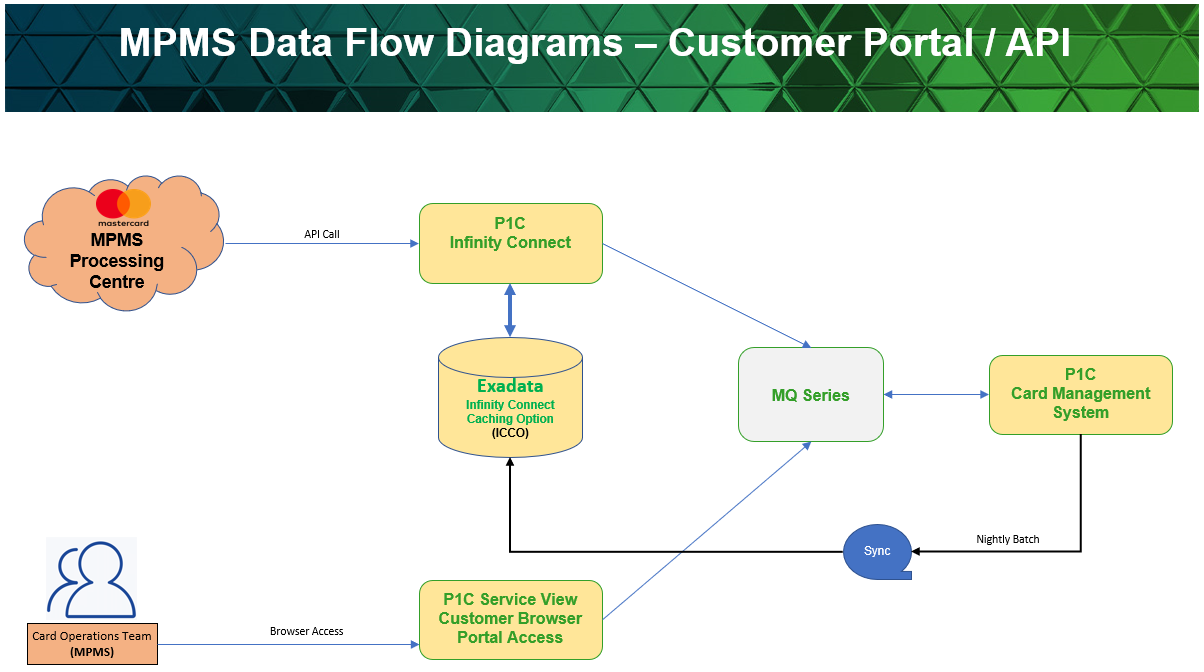 MPMS Data Flow Diagrams – Customer Portal / API
mastercard
MPMS
Processing
Centre
API Call
P1C
Infinity Connect
Exadata
Infinity Connect
Caching Option
(ICCO)
MQ Series
P1C
Card Management
System
Sync
Nightly Batch
Card Operations Team
(MPMS)
Browser Access
P1C Service View
Customer Browser
Portal Access